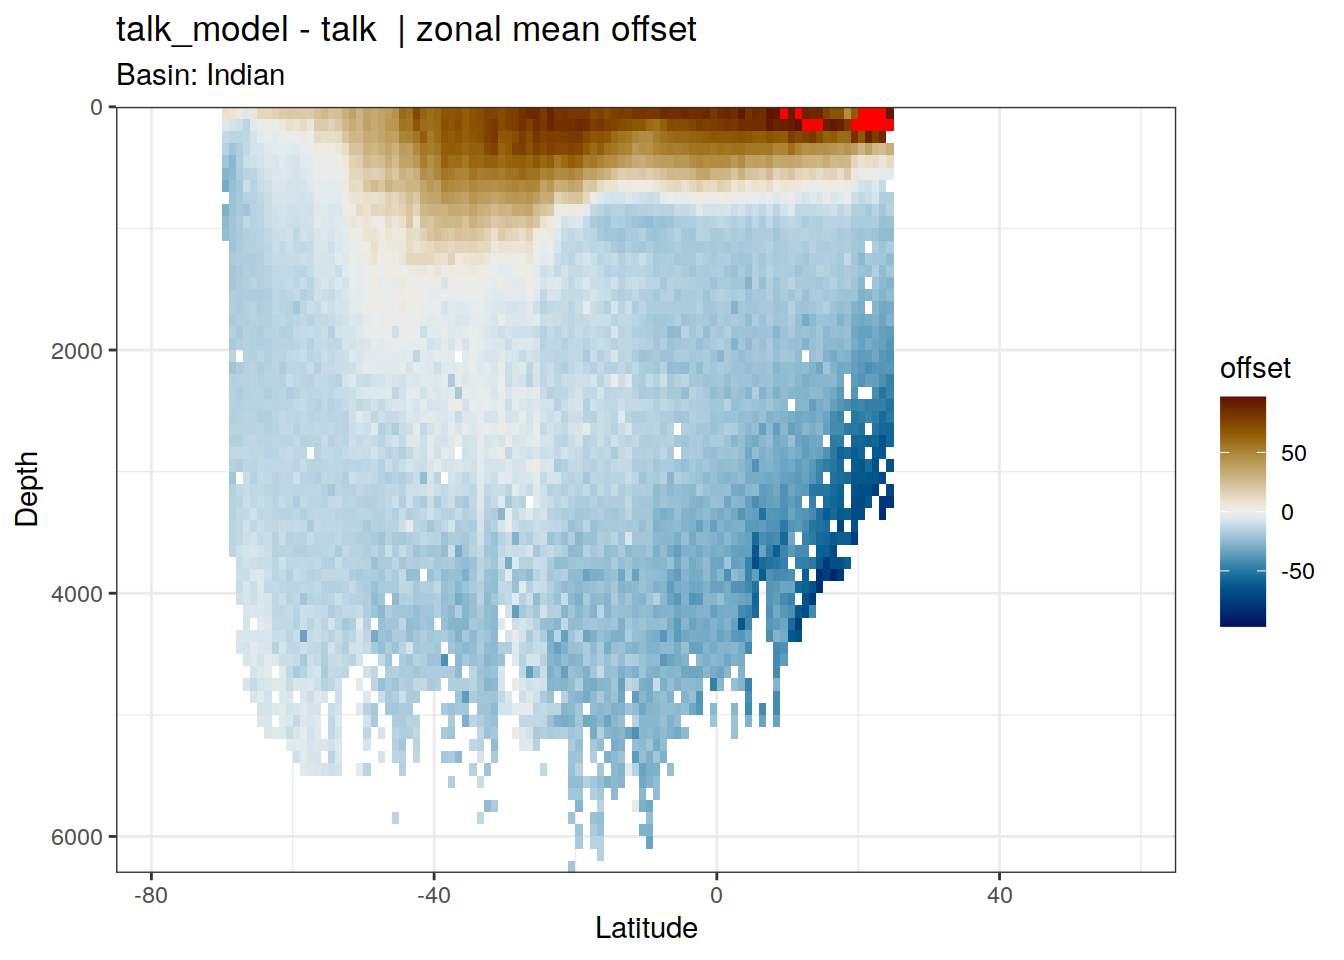 talk_model - talk  | zonal mean offset
Basin: Indian
0
2000
4000
6000
Depth
-80
-40
0
40
Latitude
offset
50
0
-50